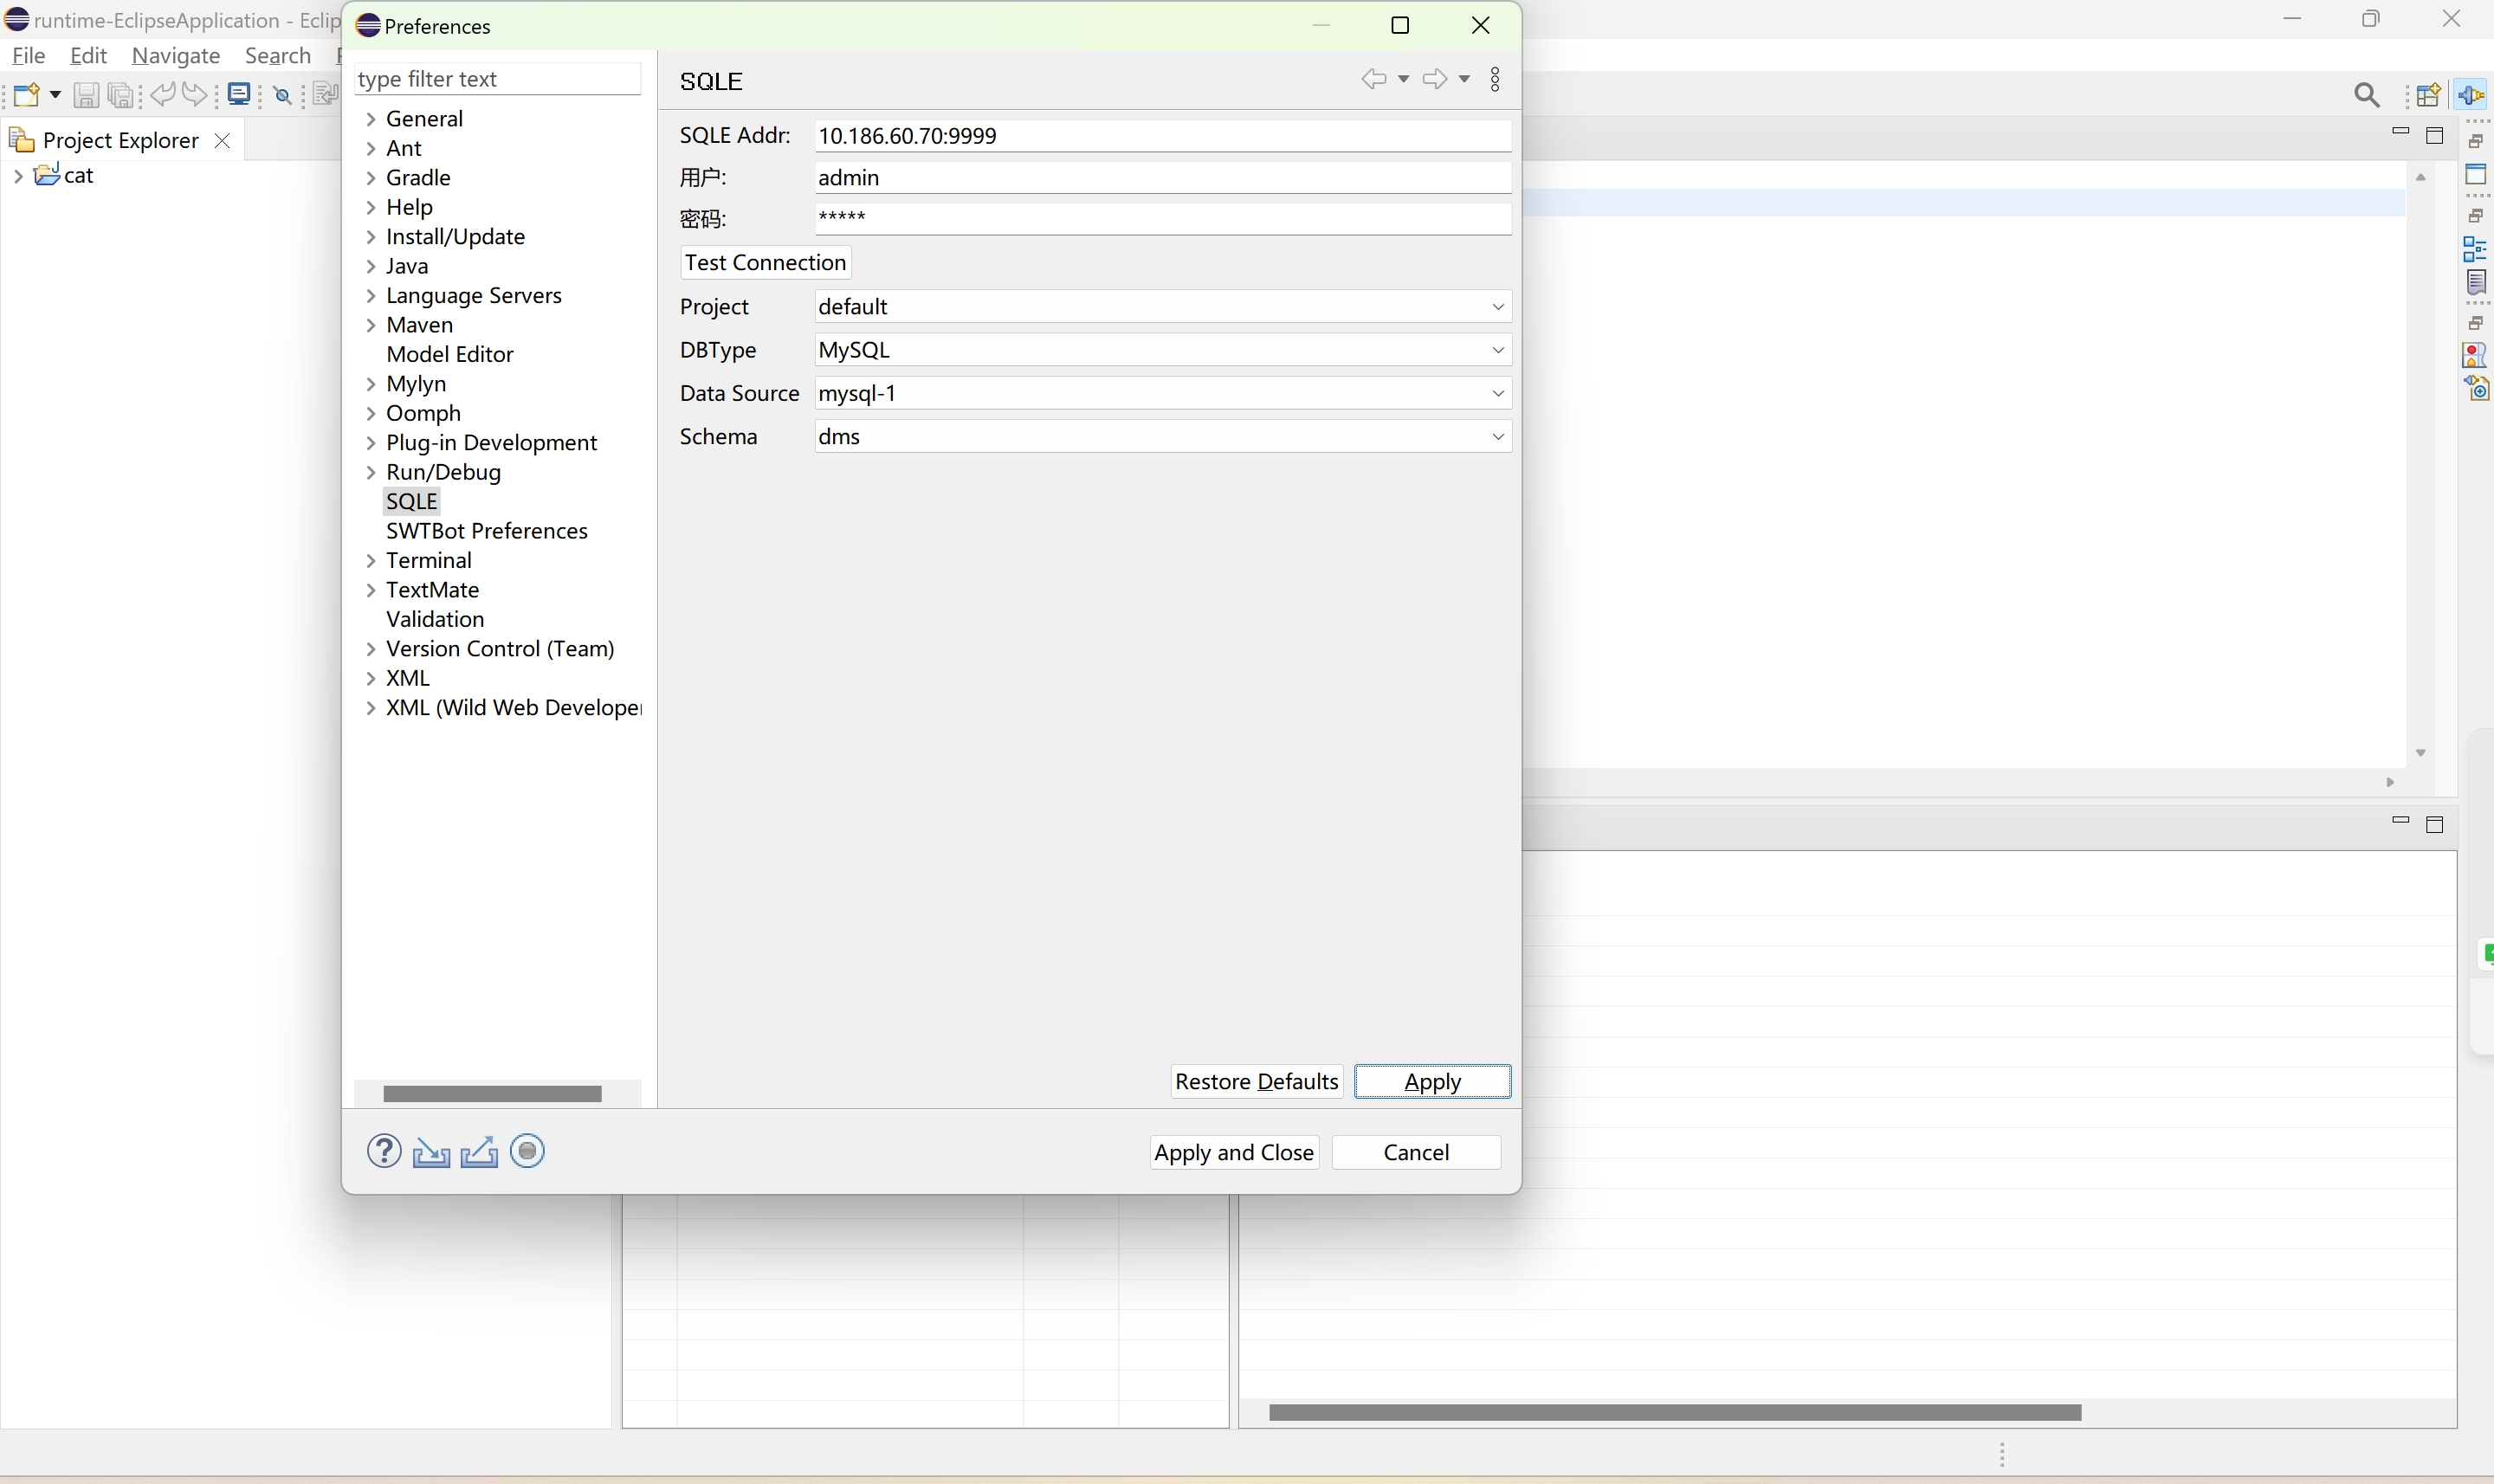 runtime-EclipseApplication - Eclip
File Edit Navigate Search
Project Explorer
cat
Preferences
type filter text
General
Ant
Gradle
Help
Install/Update
Java
Language Servers
Maven
Model Editor
Mylyn
Oomph
Plug-in Development
Run/Debug
SQLE
SWTBot Preferences
Terminal
TextMate
Validation
Version Control (Team)
XML
XML (Wild Web Developer
SQLE
SQLE Addr: 10.186.60.70:9999
用户: admin
密码: *****
Test Connection
Project default
DBType MySQL
Data Source mysql-1
Schema dms
Restore Defaults Apply
Apply and Close Cancel